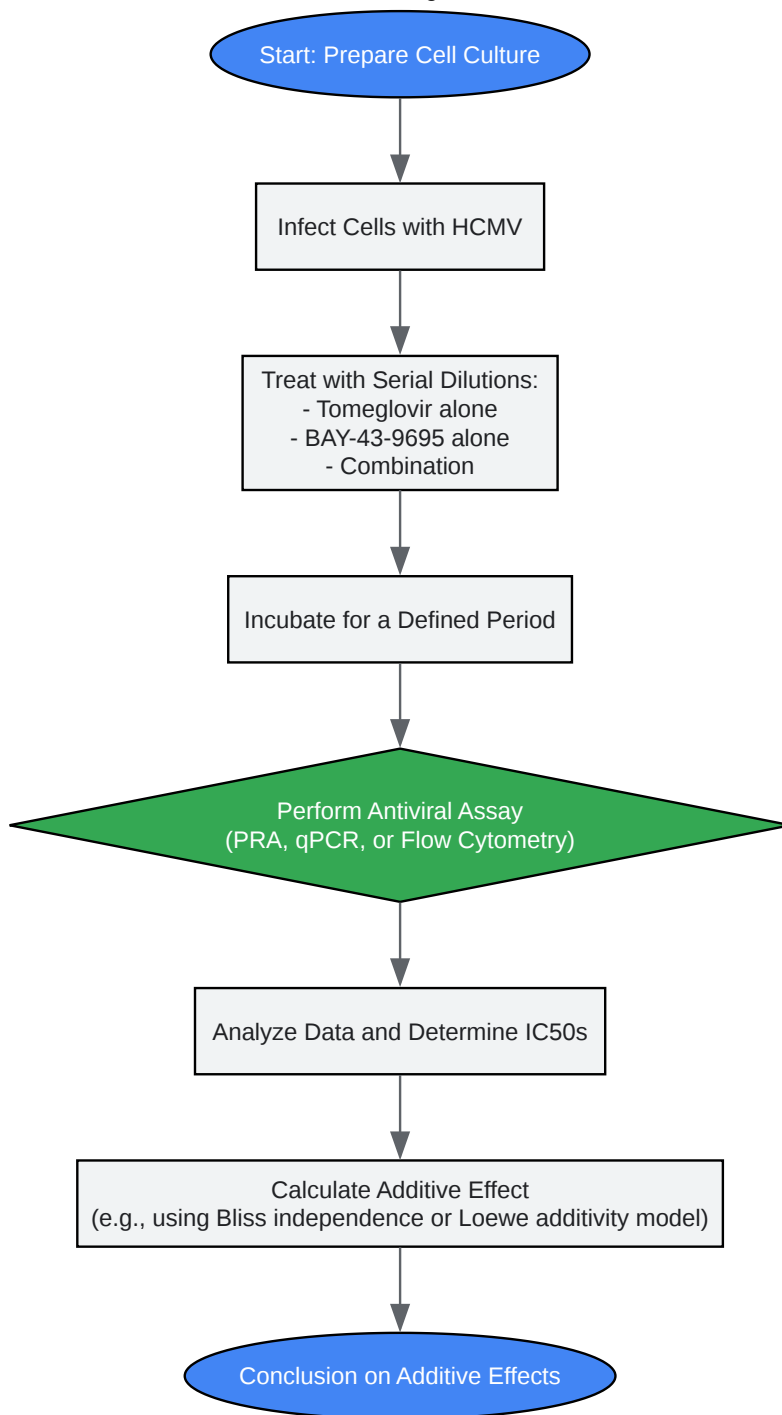 Start: Prepare Cell Culture
Infect Cells with HCMV
Treat with Serial Dilutions:
- Tomeglovir alone
- BAY-43-9695 alone
- Combination
Incubate for a Defined Period
Perform Antiviral Assay
(PRA, qPCR, or Flow Cytometry)
Analyze Data and Determine IC50s
Calculate Additive Effect
(e.g., using Bliss independence or Loewe additivity model)
Conclusion on Additive Effects